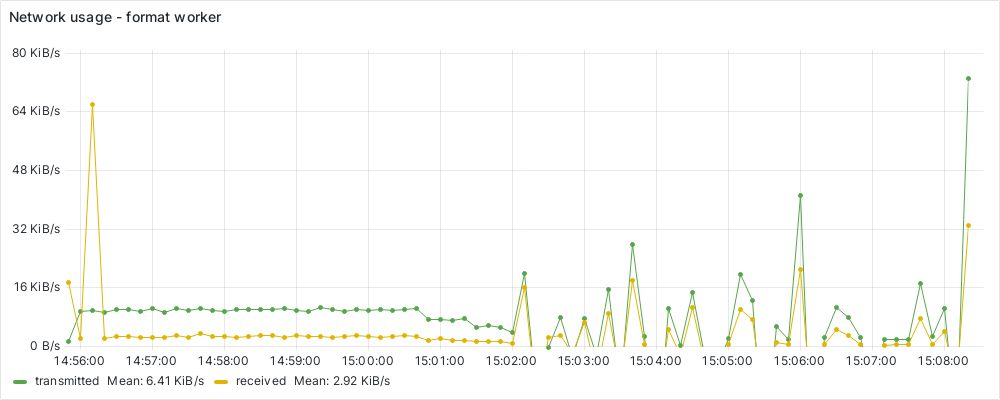 Network usage - format worker
80 KiB/s
64 KiB/s
48 KiB/s
32 KiB/s
16 KiB/s
0 B/s
14:56:00 14:57:00 14:58:00 14:59:00 15:00:00 15:01:00 15:02:00 15:03:00 15:04:00 15:05:00 15:06:00 15:07:00 15:08:00
transmitted Mean: 6.41 KiB/s received Mean: 2.92 KiB/s